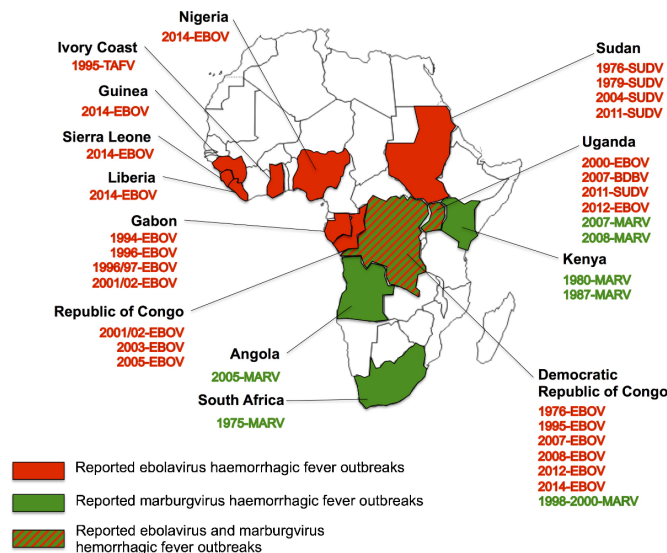 Nigeria
2014-EBOV
Ivory Coast
1995-TAFV
Guinea
2014-EBOV
Sierra Leone
2014-EBOV
Liberia
2014-EBOV
Gabon
1994-EBOV
1996-EBOV
1996/97-EBOV
2001/02-EBOV
Republic of Congo
2001/02-EBOV
2003-EBOV
2005-EBOV
Angola
2005-MARV
South Africa
1975-MARV
Sudan
1976-SUDV
1979-SUDV
2004-SUDV
2011-SUDV
Uganda
2000-EBOV
2007-BDBV
2011-SUDV
2012-EBOV
2007-MARV
2008-MARV
Kenya
1980-MARV
1987-MARV
Democratic
Republic of Congo
1976-EBOV
1995-EBOV
2007-EBOV
2008-EBOV
2012-EBOV
2014-EBOV
1998-2000-MARV
Reported ebolavirus haemorrhagic fever outbreaks
Reported marburgvirus haemorrhagic fever outbreaks
Reported ebolavirus and marburgvirus
hemorrhagic fever outbreaks